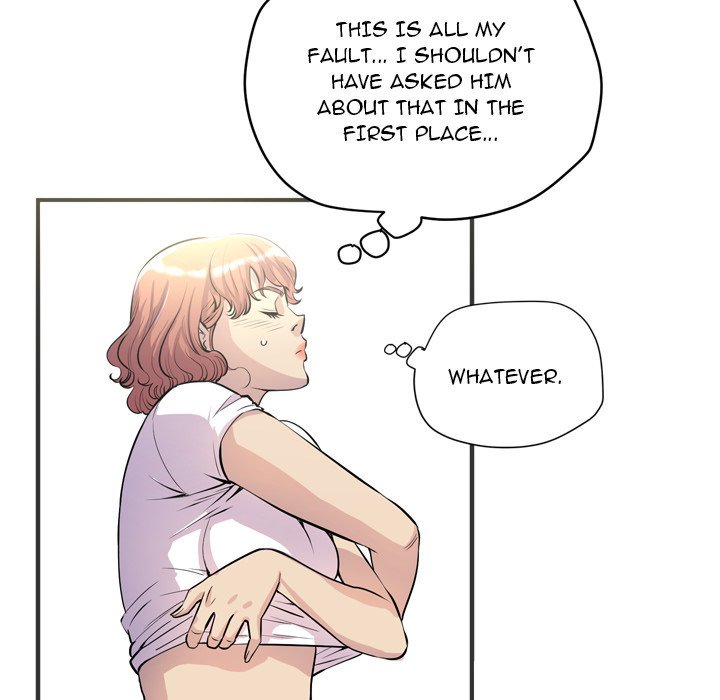 THIS IS ALL MY
FAULT... I SHOULDN'T
HAVE ASKED HIM
ABOUT THAT IN THE
FIRST PLACE...
WHATEVER.